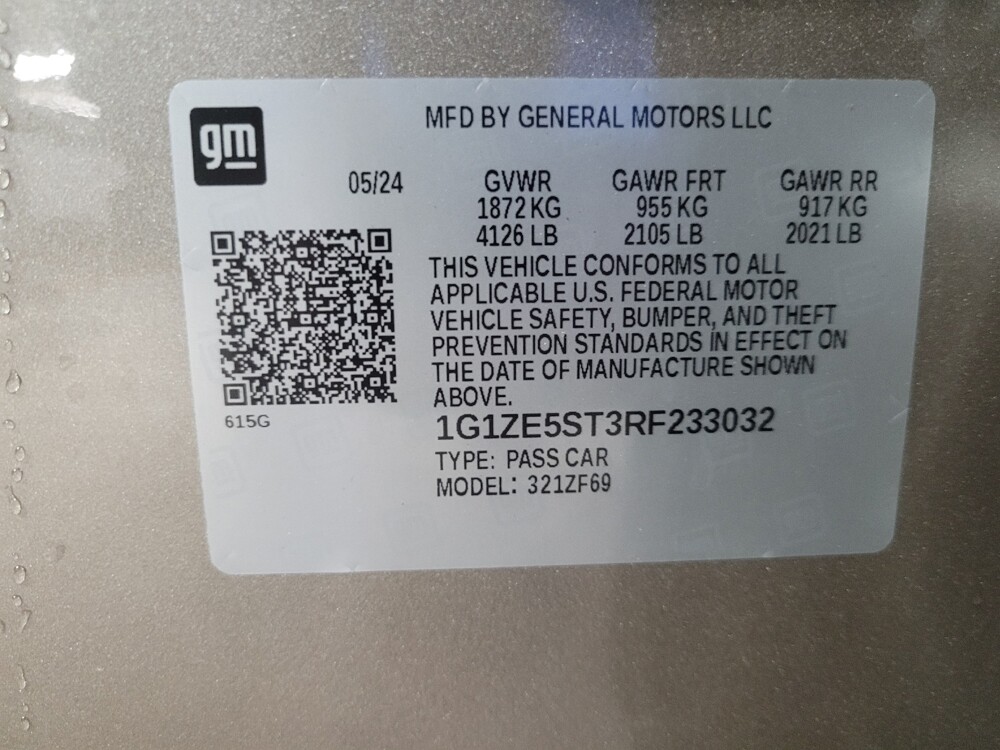 gm
MFD BY GENERAL MOTORS LLC
05/24 GVWR GAWR FRT GAWR RR
1872 KG 955 KG 917 KG
4126 LB 2105 LB 2021 LB
THIS VEHICLE CONFORMS TO ALL
APPLICABLE U.S. FEDERAL MOTOR
VEHICLE SAFETY, BUMPER, AND THEFT
PREVENTION STANDARDS IN EFFECT ON
THE DATE OF MANUFACTURE SHOWN
ABOVE.
615G
1G1ZE5ST3RF233032
TYPE: PASS CAR
MODEL: 321ZF69